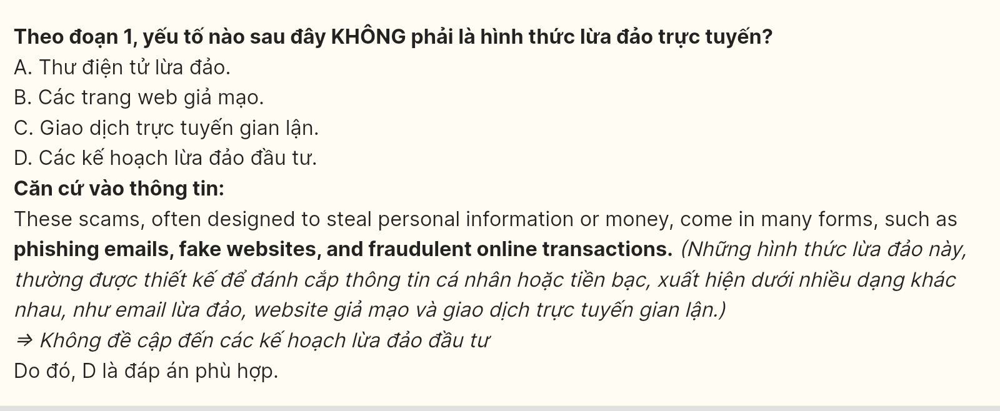 Theo đoạn 1, yếu tố nào sau đây KHÔNG phải là hình thức lừa đảo trực tuyến?
A. Thư điện tử lừa đảo.
B. Các trang web giả mạo.
C. Giao dịch trực tuyến gian lận.
D. Các kế hoạch lừa đảo đầu tư.
Căn cứ vào thông tin:
These scams, often designed to steal personal information or money, come in many forms, such as
phishing emails, fake websites, and fraudulent online transactions. (Những hình thức lừa đảo này,
thường được thiết kế để đánh cắp thông tin cá nhân hoặc tiền bạc, xuất hiện dưới nhiều dạng khác
nhau, như email lừa đảo, website giả mạo và giao dịch trực tuyến gian lận.)
⇒ Không đề cập đến các kế hoạch lừa đảo đầu tư
Do đó, D là đáp án phù hợp.